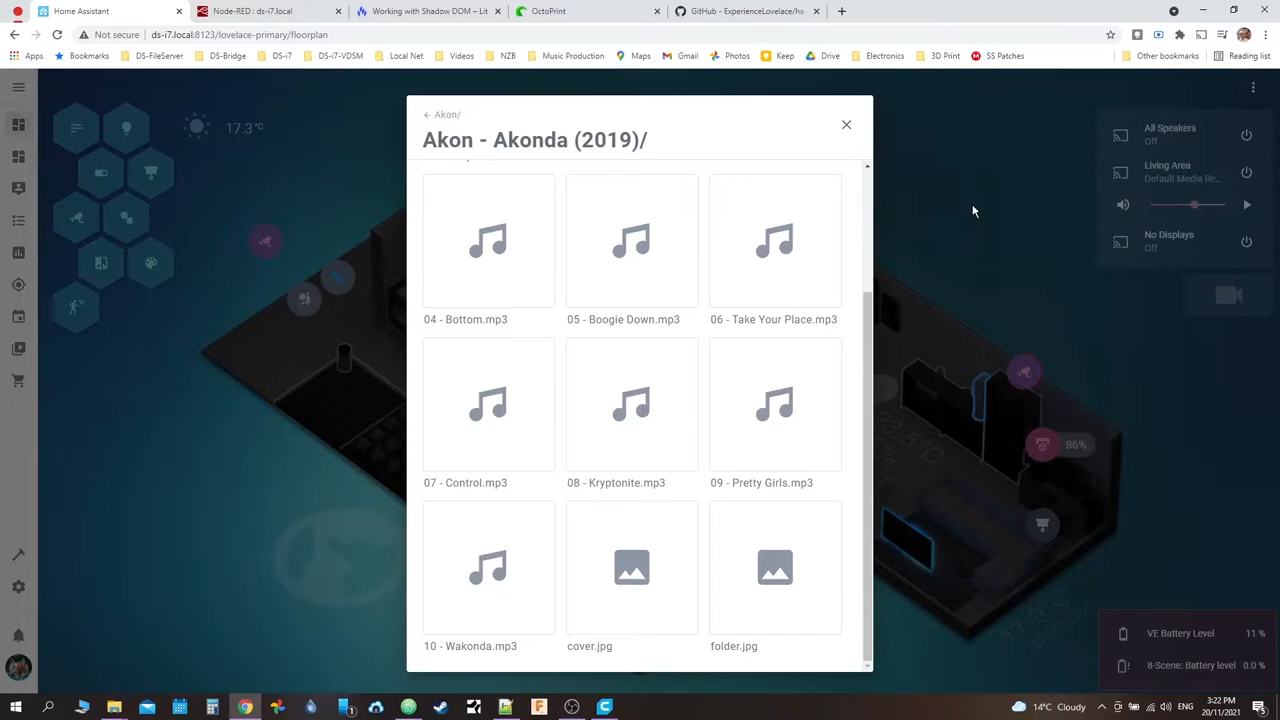 Home Assistant
Node-RED : ds-i7.local
Working with Shadow DOM – Lit
OctoPrint
GitHub - ExperienceLovelace/ha
Not secure
ds-i7.local:8123/lovelace-primary/floorplan
Apps
Bookmarks
DS-FileServer
DS-Bridge
DS-i7
DS-i7-VDSM
Local Net
Videos
NZB
Music Production
Maps
Gmail
Photos
Keep
Drive
Electronics
3D Print
SS Patches
Other bookmarks
Reading list
17.3 °C
Akon/
Akon - Akonda (2019)/
04 - Bottom.mp3
05 - Boogie Down.mp3
06 - Take Your Place.mp3
07 - Control.mp3
08 - Kryptonite.mp3
09 - Pretty Girls.mp3
10 - Wakonda.mp3
cover.jpg
folder.jpg
All Speakers
Off
Living Area
Default Media Re...
No Displays
Off
86%
VE Battery Level
11 %
8-Scene: Battery level
0.0 %
14°C Cloudy
3:22 PM
20/11/2021